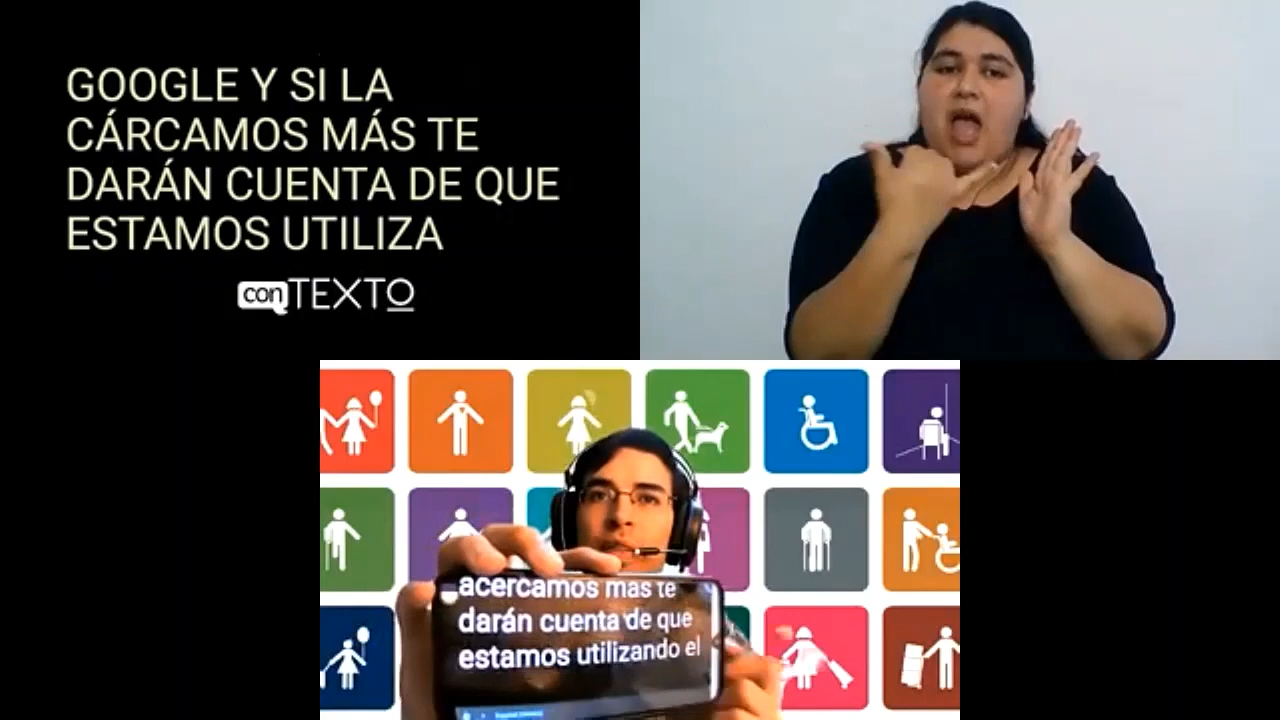 GOOGLE Y SI LA
CÁRCAMOS MÁS TE
DARÁN CUENTA DE QUE
ESTAMOS UTILIZA
conTEXTO
acercamos mas te
darán cuenta de que
estamos utilizando el